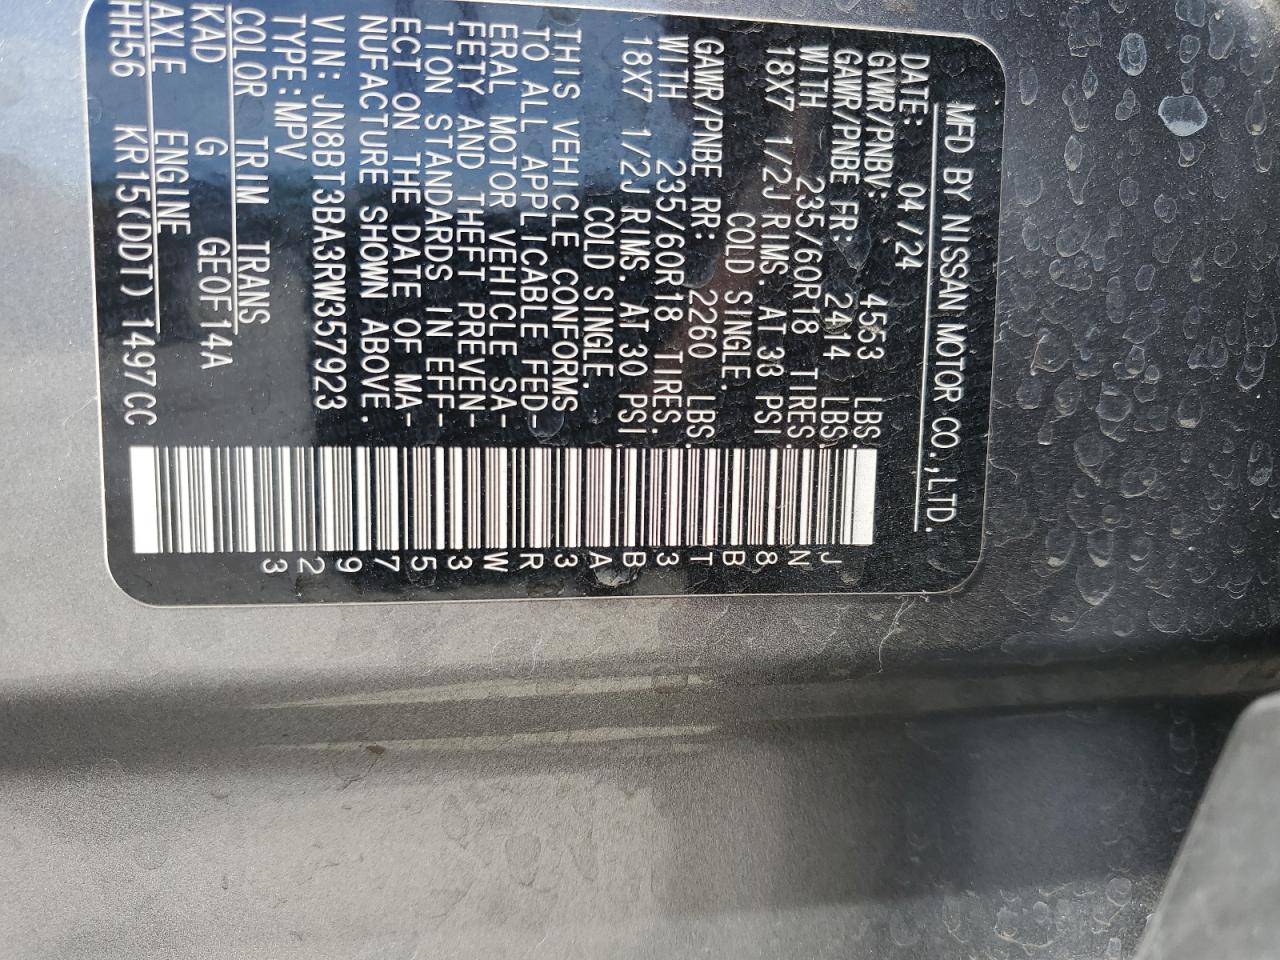 MFD BY NISSAN MOTOR CO.,LTD.
DATE: 04/24
GVWR/PNBV: 4553 LBS
GAWR/PNBE FR: 2414 LBS.
WITH 235/60R18 TIRES.
18X7 1/2J RIMS. AT 33 PSI
COLD SINGLE.
GAWR/PNBE RR: 2260 LBS.
WITH 235/60R18 TIRES.
18X7 1/2J RIMS. AT 30 PSI.
COLD SINGLE.
THIS VEHICLE CONFORMS
TO ALL APPLICABLE FED-
ERAL MOTOR VEHICLE SA-
FETY AND THEFT PREVEN-
TION STANDARDS IN EFF-
ECT ON THE DATE OF MA-
NUFACTURE SHOWN ABOVE.
VIN: JN8BT3BA3RW357923
TYPE:MPV
COLOR TRIM TRANS
KAD G GEOF14A
AXLE ENGINE
HH56 KR15(DDT) 1497CC
JN8BT3BA3RW357923